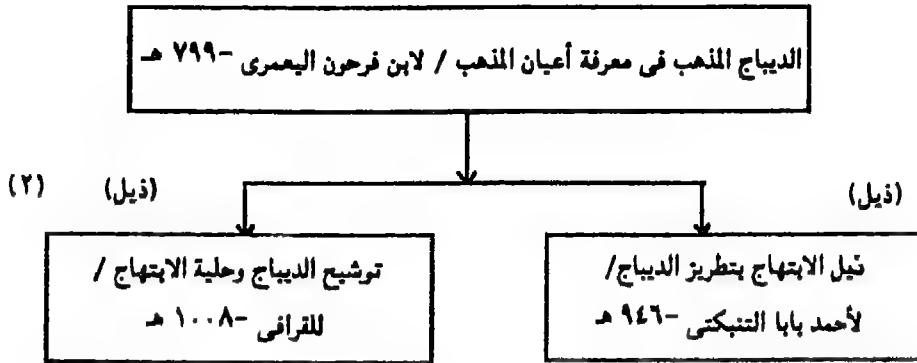 الديباج المذهب فى معرفة أعيان المذهب / لابن فرحون اليعمرى -٧٩٩ هـ
(ذيل)
(ذيل)
(٢)
نيل الابتهاج بتطريز الديباج/
لأحمد بابا التنبكتى -٩٤٦ هـ
توشيح الديباج وحلية الابتهاج /
للقرافى -١٠٠٨ هـ